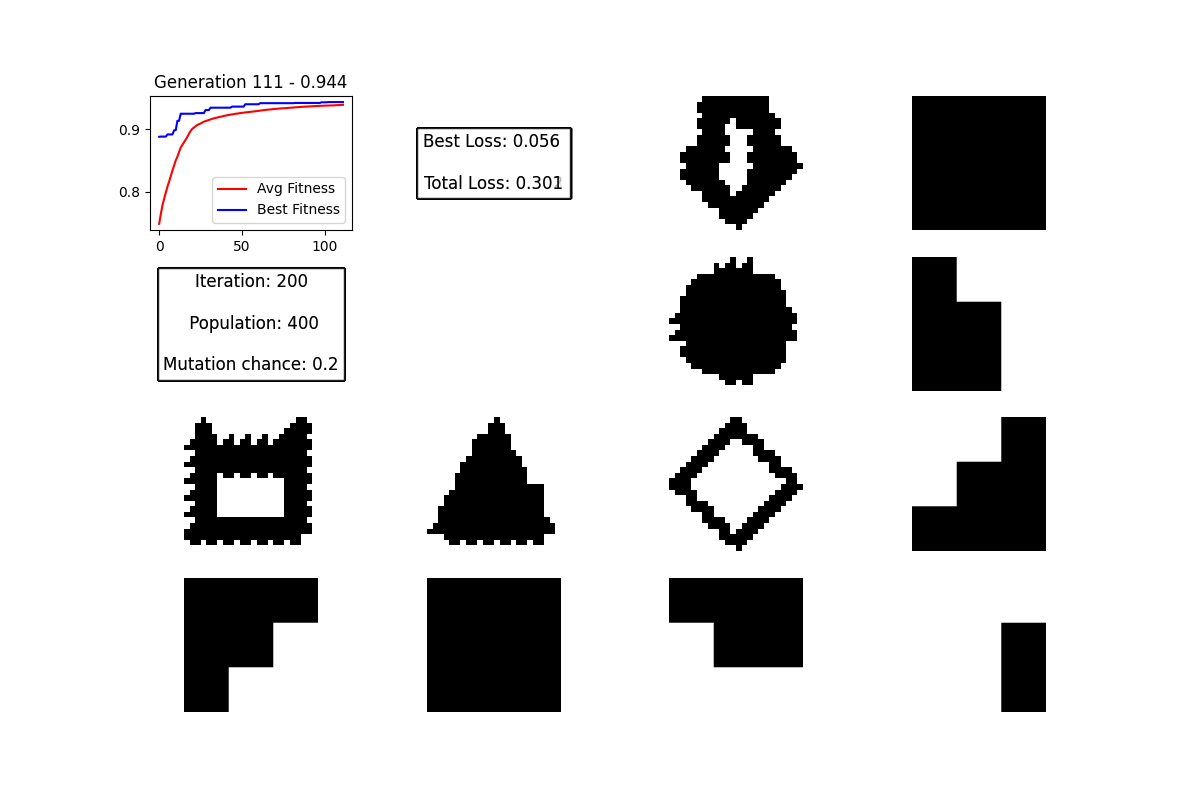 Generation 111 - 0.944
0.9
0.8
Avg Fitness
Best Fitness
0 50 100
Best Loss: 0.056
Total Loss: 0.301
Iteration: 200
Population: 400
Mutation chance: 0.2